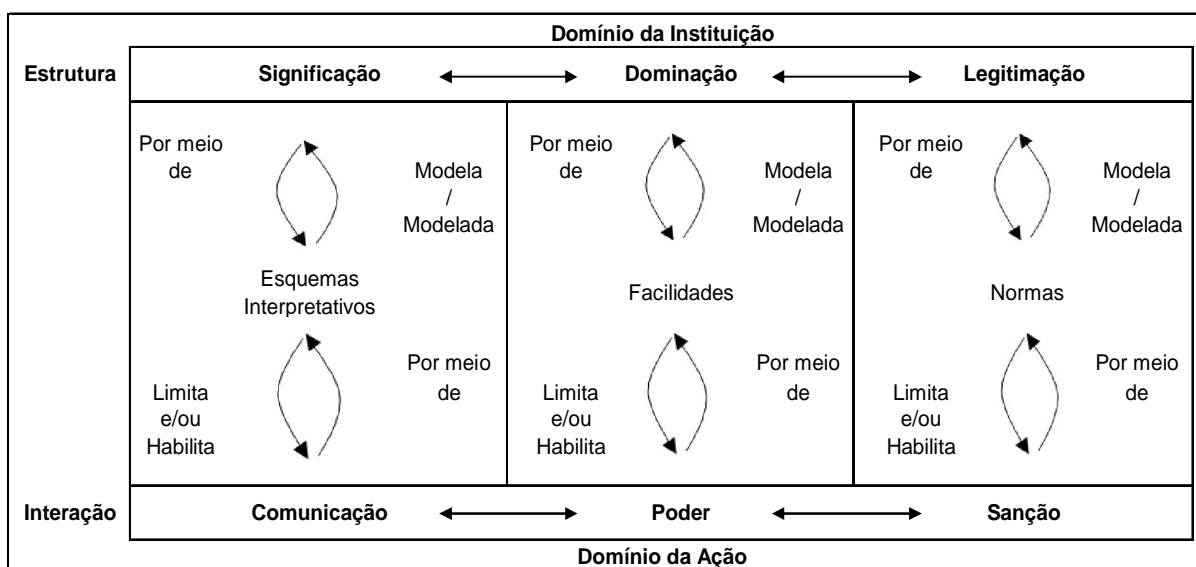 Domínio da Instituição
Estrutura Significação Dominação Legitimação
Por meio
de
Modela
/
Modelada
Esquemas
Interpretativos
Limita
e/ou
Habilita
Por meio
de
Por meio
de
Modela
/
Modelada
Facilidades
Limita
e/ou
Habilita
Por meio
de
Por meio
de
Modela
/
Modelada
Normas
Limita
e/ou
Habilita
Por meio
de
Interação Comunicação Poder Sanção
Domínio da Ação